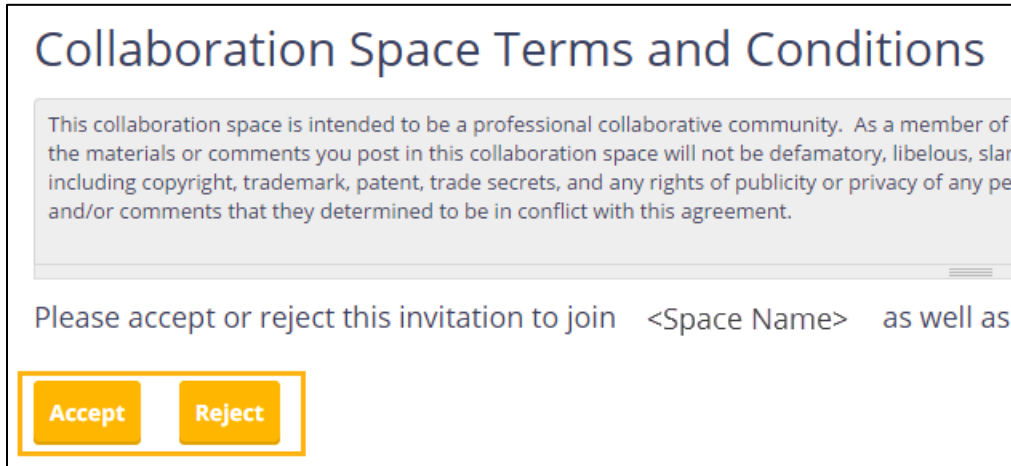 Collaboration Space Terms and Conditions
This collaboration space is intended to be a professional collaborative community.  As a member of
the materials or comments you post in this collaboration space will not be defamatory, libelous,
including copyright, trademark, patent, trade secrets, and any rights of publicity or privacy of any
and/or comments that they determined to be in conflict with this agreement.
Please accept or reject this invitation to join <Space Name> as well as
Accept Reject